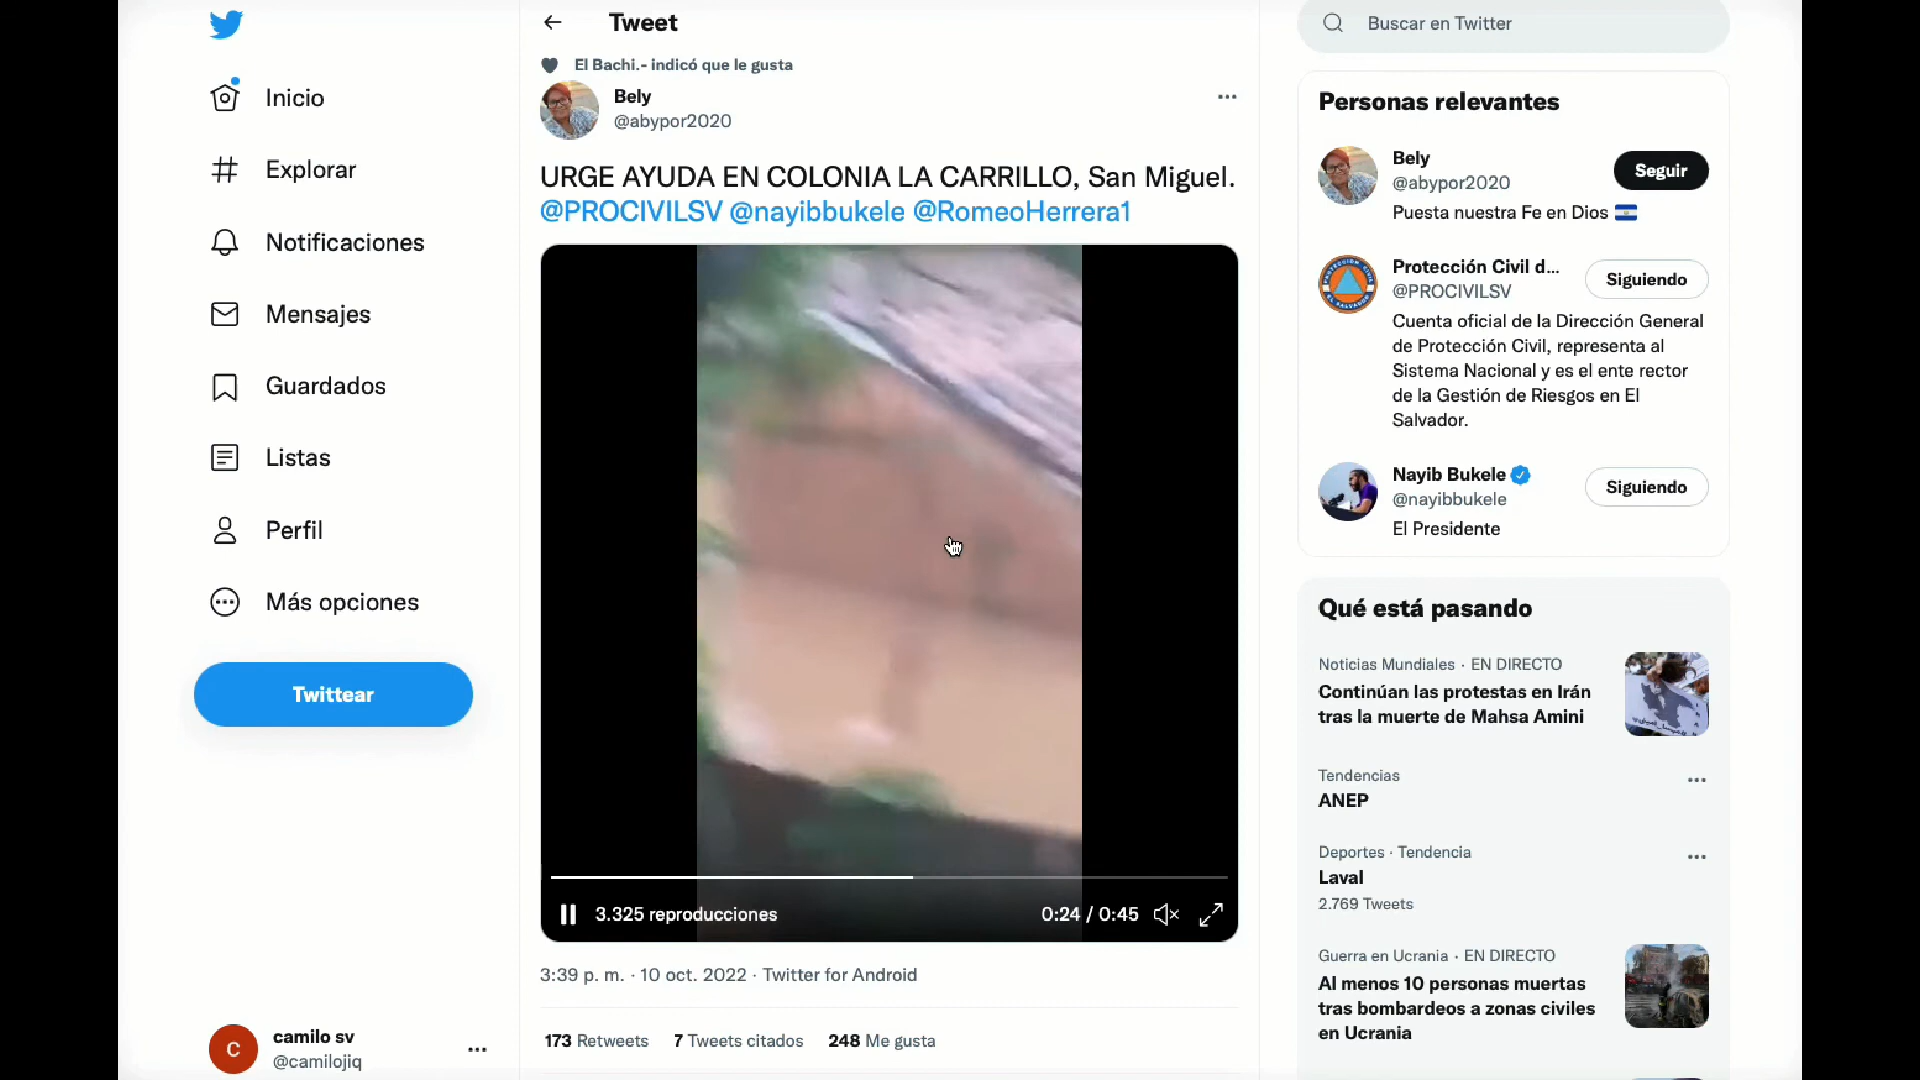 Inicio
Explorar
Notificaciones
Mensajes
Guardados
Listas
Perfil
Más opciones
Twittear
C
camilo sv
@camilojiq
Tweet
El Bachi.- indicó que le gusta
Bely
@abypor2020
URGE AYUDA EN COLONIA LA CARRILLO, San Miguel.
@PROCIVILSV @nayibbukele @RomeoHerrera1
3.325 reproducciones
0:24 / 0:45
3:39 p. m. · 10 oct. 2022 · Twitter for Android
173 Retweets 7 Tweets citados 248 Me gusta
Buscar en Twitter
Personas relevantes
Bely
@abypor2020
Seguir
Puesta nuestra Fe en Dios
Protección Civil d...
@PROCIVILSV
Siguiendo
Cuenta oficial de la Dirección General
de Protección Civil, representa al
Sistema Nacional y es el ente rector
de la Gestión de Riesgos en El
Salvador.
Nayib Bukele
@nayibbukele
Siguiendo
El Presidente
Qué está pasando
Noticias Mundiales · EN DIRECTO
Continúan las protestas en Irán
tras la muerte de Mahsa Amini
Tendencias
ANEP
Deportes · Tendencia
Laval
2.769 Tweets
Guerra en Ucrania · EN DIRECTO
Al menos 10 personas muertas
tras bombardeos a zonas civiles
en Ucrania